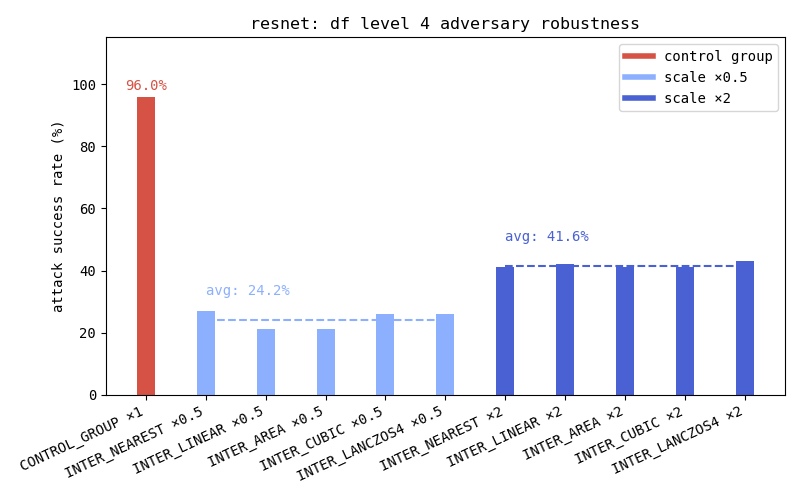 resnet: df level 4 adversary robustness
attack success rate (%)
100
80
60
40
20
0
96.0%
avg: 24.2%
avg: 41.6%
control group
scale ×0.5
scale ×2
CONTROL_GROUP ×1
INTER_NEAREST ×0.5
INTER_LINEAR ×0.5
INTER_AREA ×0.5
INTER_CUBIC ×0.5
INTER_LANCZOS4 ×0.5
INTER_NEAREST ×2
INTER_LINEAR ×2
INTER_AREA ×2
INTER_CUBIC ×2
INTER_LANCZOS4 ×2